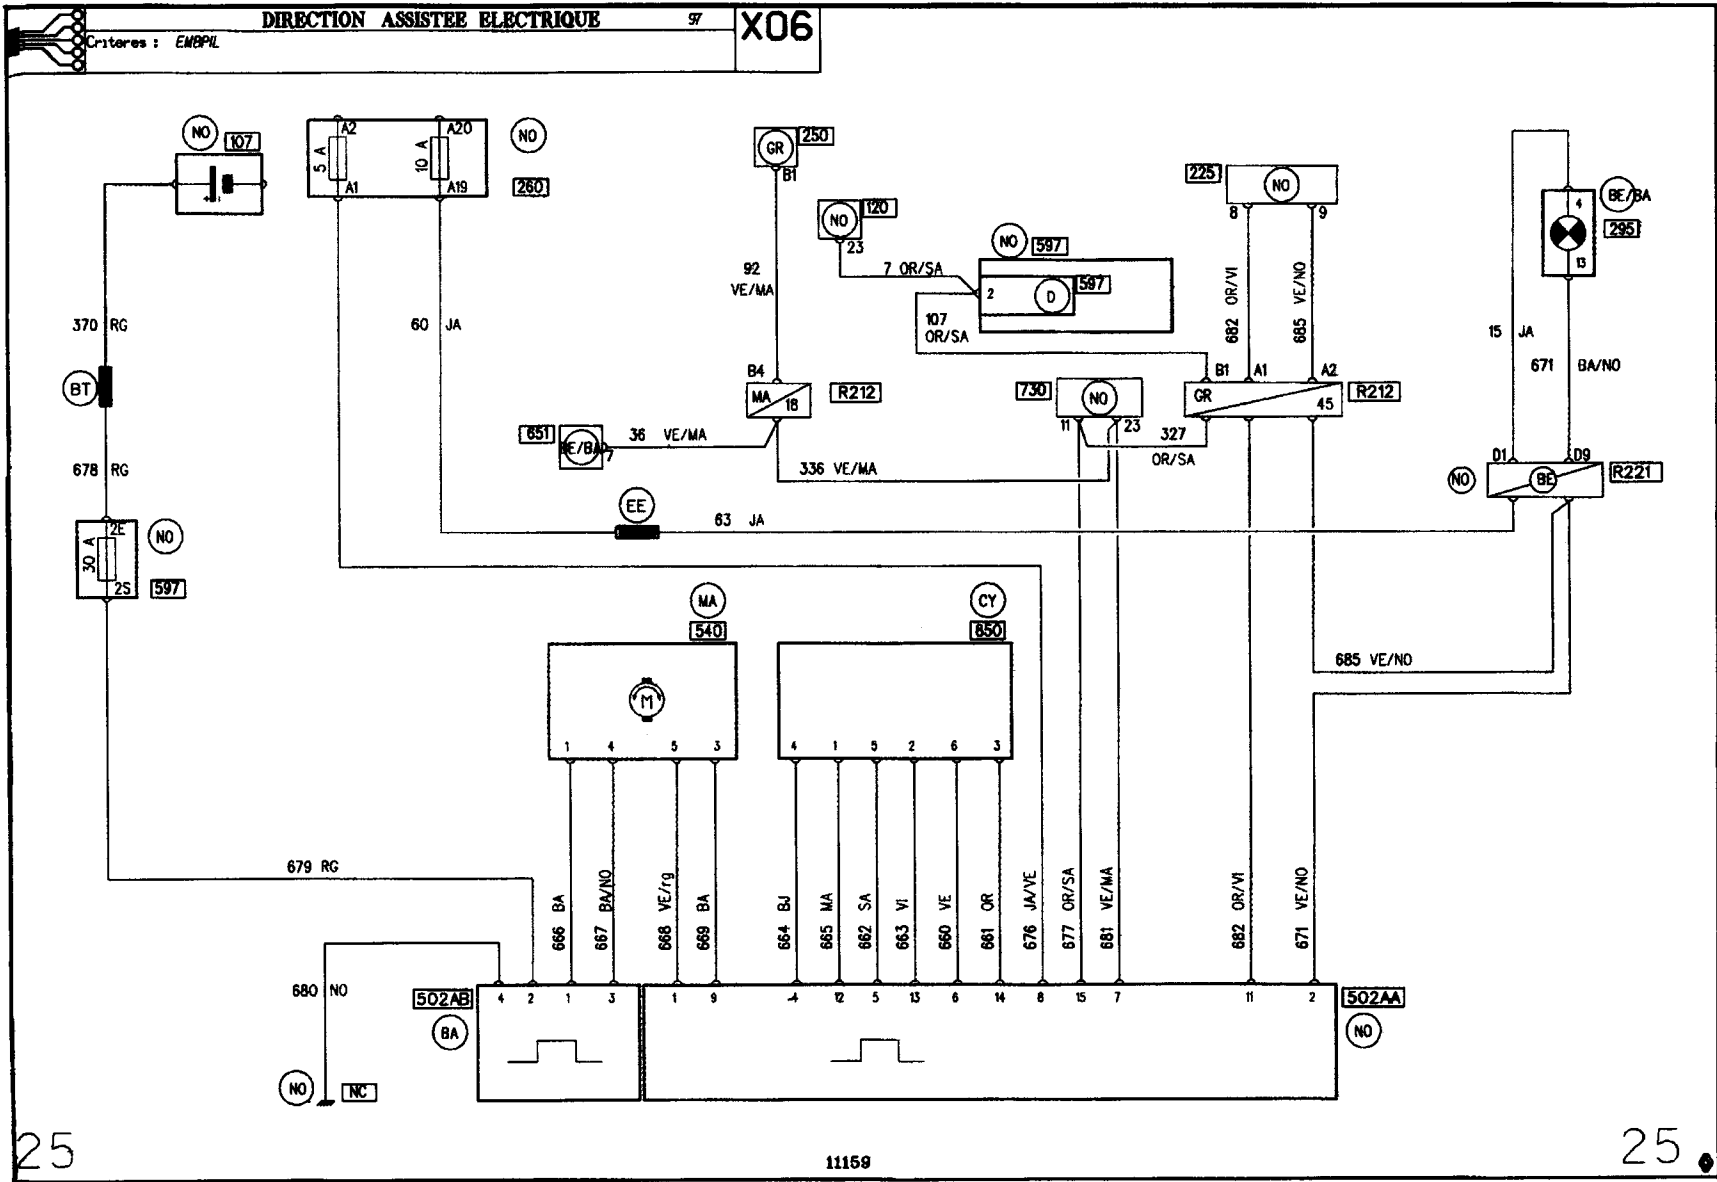 DIRECTION ASSISTEE ELECTRIQUE 97
X06
Criteres : EMBPIL
NO 107
A2 A20 NO
5 A 10 A
A1 A19 260
GR 250
B1
NO 120
23
NO 597
7 OR/SA
2 D 597
107
OR/SA
92
VE/MA
225 NO
8 9
682 OR/VI
685 VE/NO
BE/BA
4
295
13
370 RG
60 JA
15 JA
671 BA/NO
BT
B4
MA 18 R212
730 NO
11 23
B1 A1 A2
GR 45 R212
651 BE/BA
7
36 VE/MA
327
OR/SA
336 VE/MA
678 RG
D1 D9
NO BE R221
EE
63 JA
2E
30 A
NO
2S 597
MA
540
M
1 4 5 3
CY
850
4 1 5 2 6 3
685 VE/NO
679 RG
666 BA
667 BA/NO
668 VE/rg
669 BA
664 BJ
665 MA
662 SA
663 VI
660 VE
661 OR
676 JA/VE
677 OR/SA
681 VE/MA
682 OR/VI
671 VE/NO
680 NO
502AB 4 2 1 3
1 9 4 12 5 13 6 14 8 15 7 11 2 502AA
BA
NO
NO NC
25
11159
25